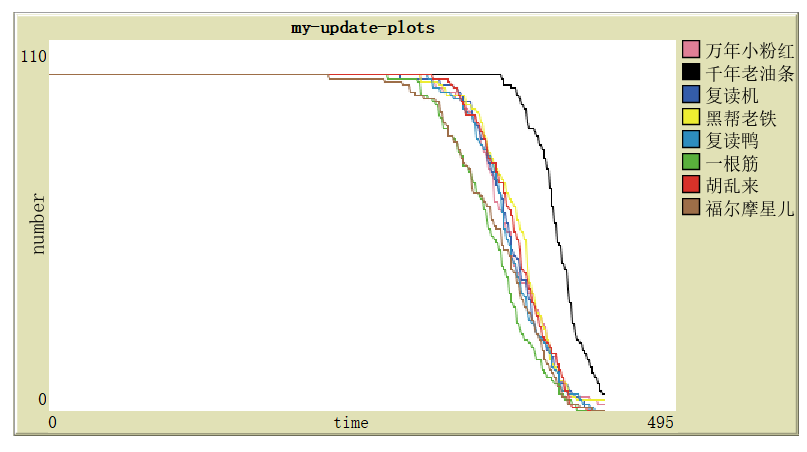 my-update-plots
110
number
0
0
time
495
万年小粉红
千年老油条
复读机
黑帮老铁
复读鸭
一根筋
胡乱来
福尔摩星儿